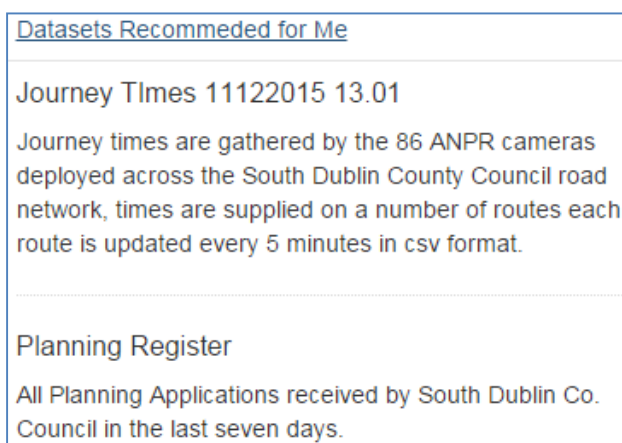 Datasets Recommeded for Me
Journey TImes 11122015 13.01
Journey times are gathered by the 86 ANPR cameras
deployed across the South Dublin County Council road
network, times are supplied on a number of routes each
route is updated every 5 minutes in csv format.
Planning Register
All Planning Applications received by South Dublin Co.
Council in the last seven days.